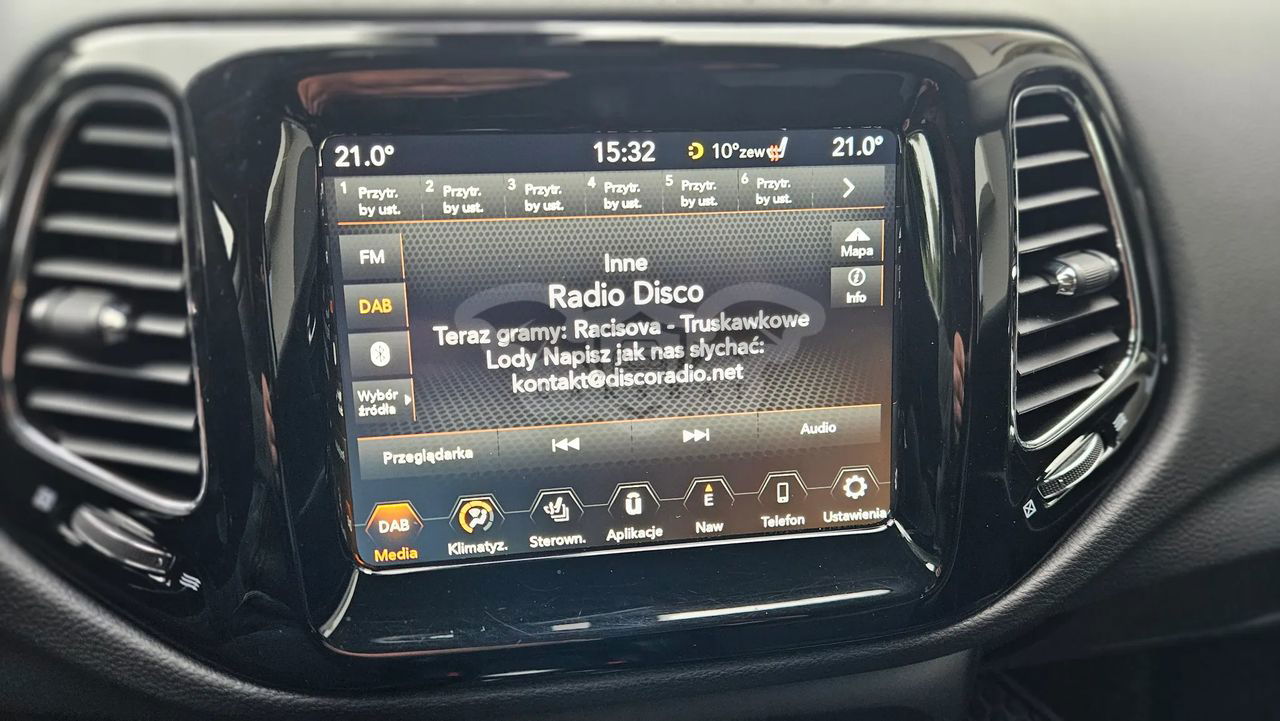 21.0°
15:32
10°zew
21.0°
1 Przytr.
by ust.
2 Przytr.
by ust.
3 Przytr.
by ust.
4 Przytr.
by ust.
5 Przytr.
by ust.
6 Przytr.
by ust.
FM
DAB
Wybór
źródła
Inne
Radio Disco
Teraz gramy: Racisova - Truskawkowe
Lody Napisz jak nas słychać:
kontakt@discoradio.net
Mapa
Info
Przeglądarka
Audio
DAB
Media
Klimatyz.
Sterown.
Aplikacje
E
Naw
Telefon
Ustawienia